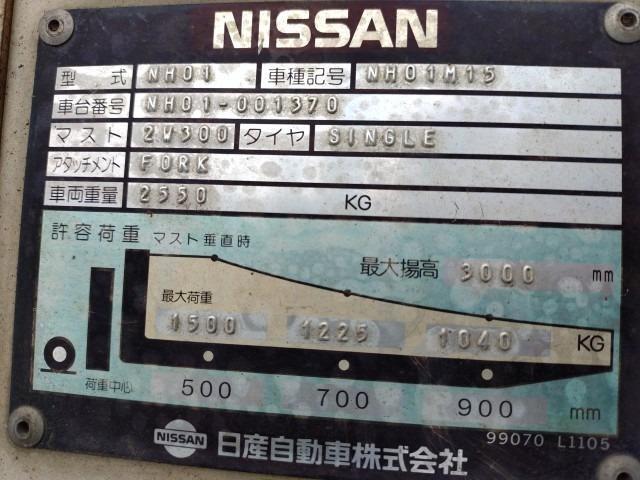 NISSAN
型式 NH01 車種記号 NH01M15
車台番号 NH01-001370
マスト 2W300 タイヤ SINGLE
アタッチメント FORK
車両重量 2550 KG
許容荷重 マスト垂直時
最大揚高 3000 mm
最大荷重
1500 1225 1040 KG
荷重中心 500 700 900 mm
NISSAN 日産自動車株式会社
99070 L1105